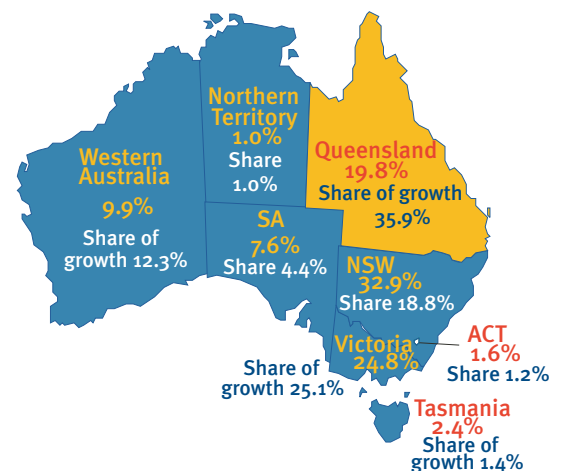 Northern
Territory
1.0%
Share
1.0%
Western
Australia
9.9%
Share of
growth 12.3%
Queensland
19.8%
Share of growth
35.9%
SA
7.6%
Share 4.4%
NSW
32.9%
Share 18.8%
Victoria
24.8%
Share of
growth 25.1%
ACT
1.6%
Share 1.2%
Tasmania
2.4%
Share of
growth 1.4%